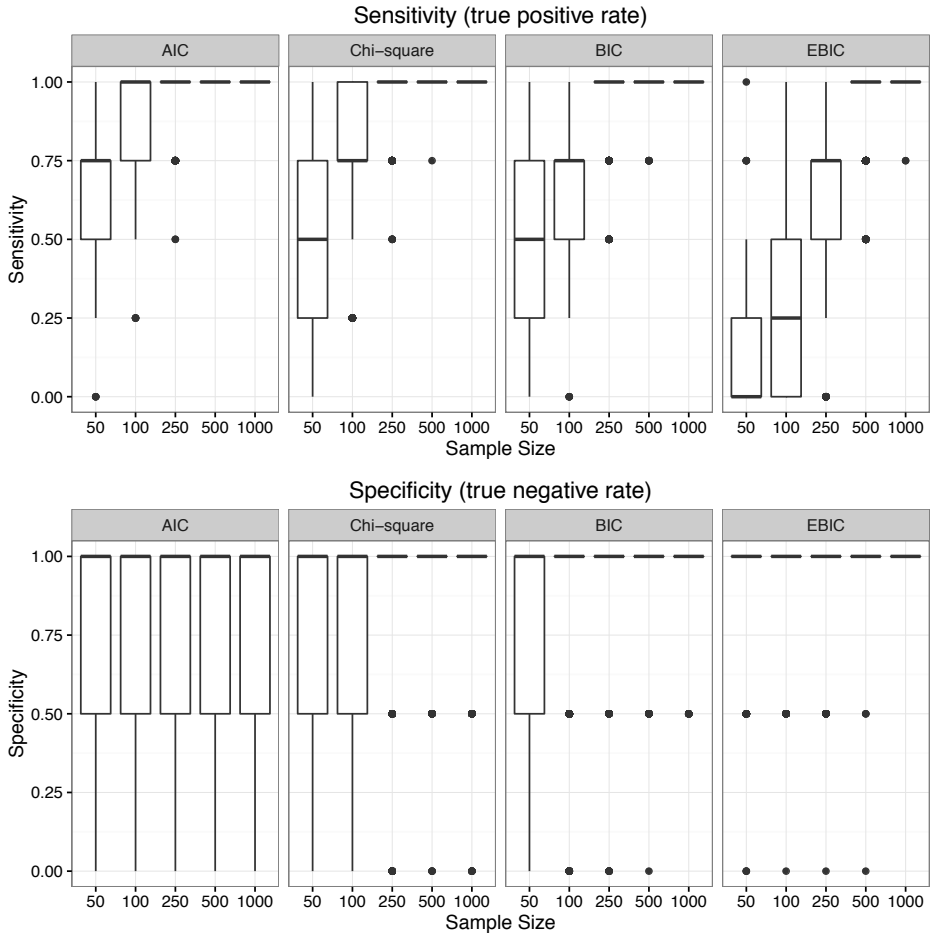 Sensitivity (true positive rate)
AIC Chi−square BIC EBIC
1.00
0.75
0.50
0.25
0.00
Sensitivity
50 100 250 500 1000 50 100 250 500 1000 50 100 250 500 1000 50 100 250 500 1000
Sample Size
Specificity (true negative rate)
AIC Chi−square BIC EBIC
1.00
0.75
0.50
0.25
0.00
Specificity
50 100 250 500 1000 50 100 250 500 1000 50 100 250 500 1000 50 100 250 500 1000
Sample Size